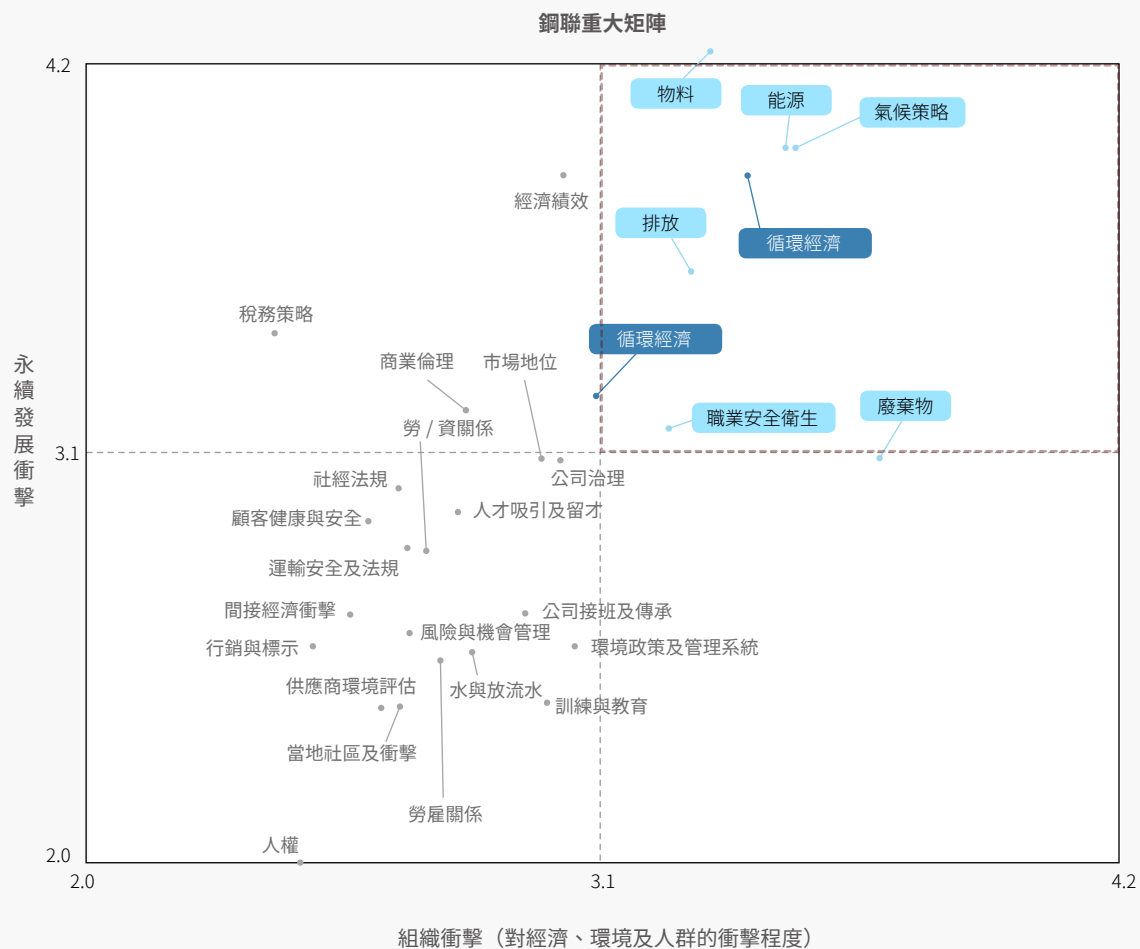 鋼聯重大矩陣
4.2
物料
能源
氣候策略
經濟績效
排放
循環經濟
稅務策略
循環經濟
商業倫理
市場地位
永續發展衝擊
職業安全衛生
廢棄物
勞 / 資關係
3.1
社經法規
公司治理
顧客健康與安全
人才吸引及留才
運輸安全及法規
間接經濟衝擊
公司接班及傳承
風險與機會管理
行銷與標示
環境政策及管理系統
供應商環境評估
水與放流水
訓練與教育
當地社區及衝擊
勞雇關係
人權
2.0
2.0
3.1
4.2
組織衝擊（對經濟、環境及人群的衝擊程度）